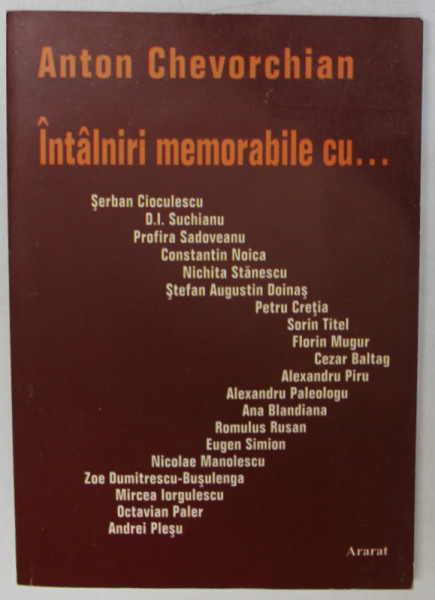 Anton Chevorchian
Întâlniri memorabile cu...
Şerban Cioculescu
D.I. Suchianu
Profira Sadoveanu
Constantin Noica
Nichita Stănescu
Ştefan Augustin Doinaş
Petru Creţia
Sorin Titel
Florin Mugur
Cezar Baltag
Alexandru Piru
Alexandru Paleologu
Ana Blandiana
Romulus Rusan
Eugen Simion
Nicolae Manolescu
Zoe Dumitrescu-Buşulenga
Mircea Iorgulescu
Octavian Paler
Andrei Pleşu
Ararat